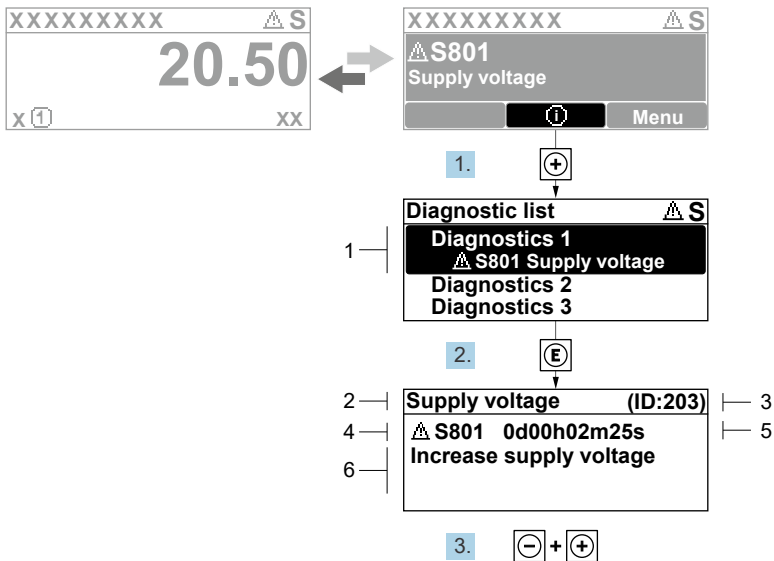 XXXXXXXXX ⚠ S
20.50
x ① XX
XXXXXXXXX ⚠ S
⚠ S801
Supply voltage
ⓘ Menu
1. +
Diagnostic list ⚠ S
1
Diagnostics 1
⚠ S801 Supply voltage
Diagnostics 2
Diagnostics 3
2. E
2 Supply voltage (ID:203) 3
4 ⚠ S801 0d00h02m25s 5
6 Increase supply voltage
3. − + +